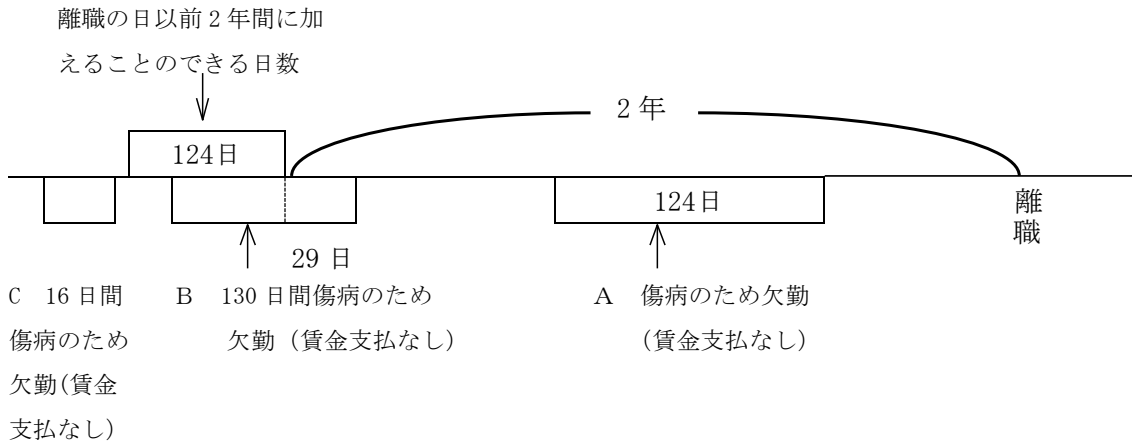 離職の日以前2年間に加
えることのできる日数
2年
124日
124日
離
職
29日
C 16日間
傷病のため
欠勤(賃金
支払なし)
B 130日間傷病のため
欠勤(賃金支払なし)
A 傷病のため欠勤
(賃金支払なし)